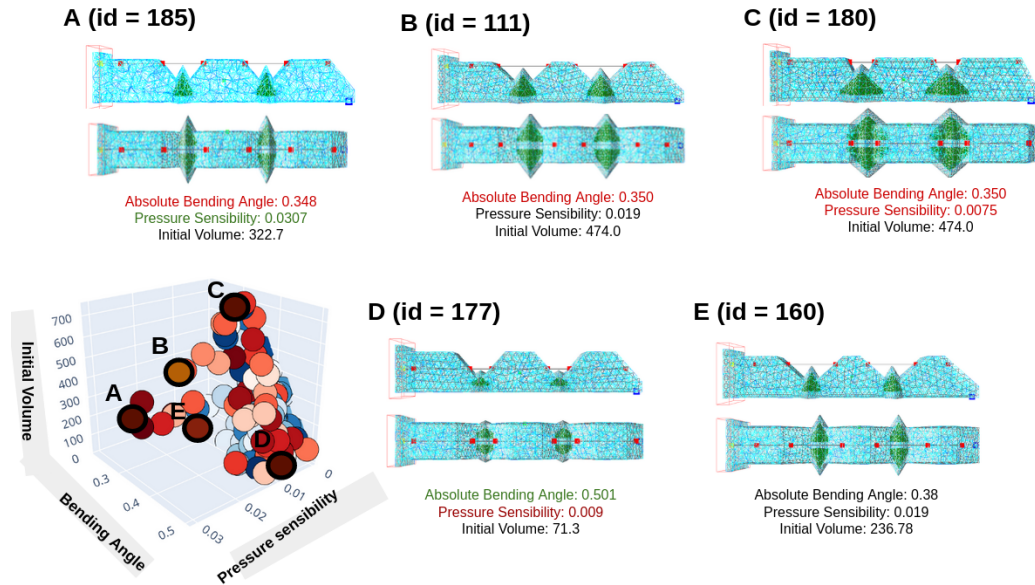 A (id = 185)
B (id = 111)
C (id = 180)
Absolute Bending Angle: 0.348
Pressure Sensibility: 0.0307
Initial Volume: 322.7
Absolute Bending Angle: 0.350
Pressure Sensibility: 0.019
Initial Volume: 474.0
Absolute Bending Angle: 0.350
Pressure Sensibility: 0.0075
Initial Volume: 474.0
Initial Volume
700
600
500
400
300
200
100
0
0.3
0.4
0.5
Bending Angle
0.03
0.02
0.01
0
Pressure sensibility
A
B
C
D
E
D (id = 177)
E (id = 160)
Absolute Bending Angle: 0.501
Pressure Sensibility: 0.009
Initial Volume: 71.3
Absolute Bending Angle: 0.38
Pressure Sensibility: 0.019
Initial Volume: 236.78